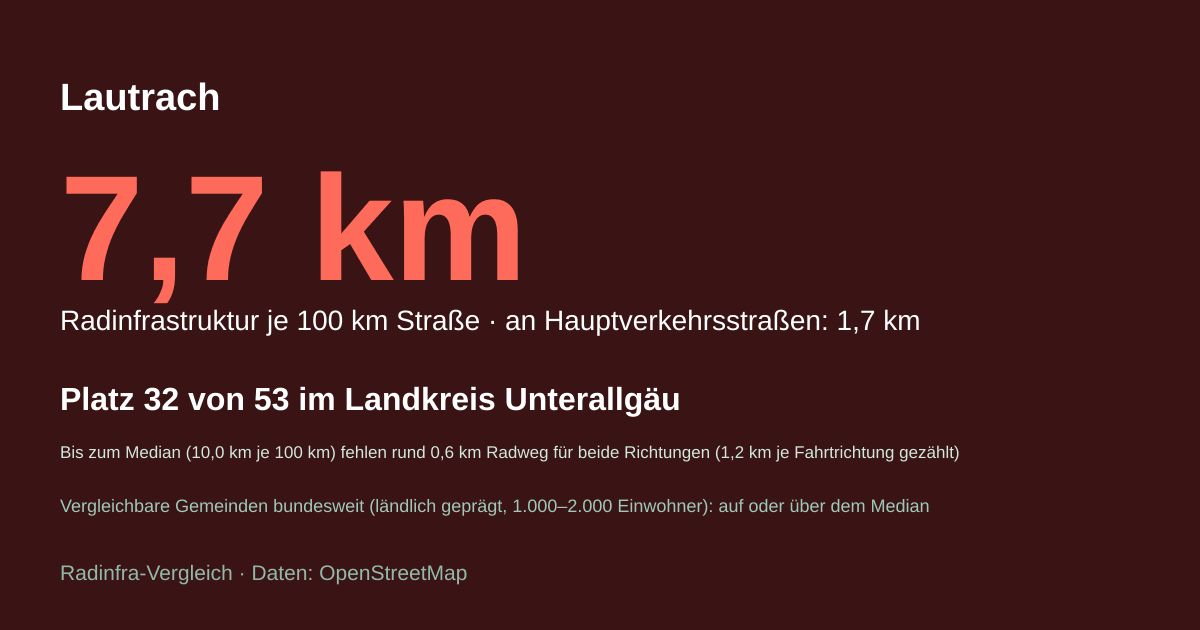 Lautrach
7,7 km
Radinfrastruktur je 100 km Straße · an Hauptverkehrsstraßen: 1,7 km
Platz 32 von 53 im Landkreis Unterallgäu
Bis zum Median (10,0 km je 100 km) fehlen rund 0,6 km Radweg für beide Richtungen (1,2 km je Fahrtrichtung gezählt)
Vergleichbare Gemeinden bundesweit (ländlich geprägt, 1.000–2.000 Einwohner): auf oder über dem Median
Radinfra-Vergleich · Daten: OpenStreetMap